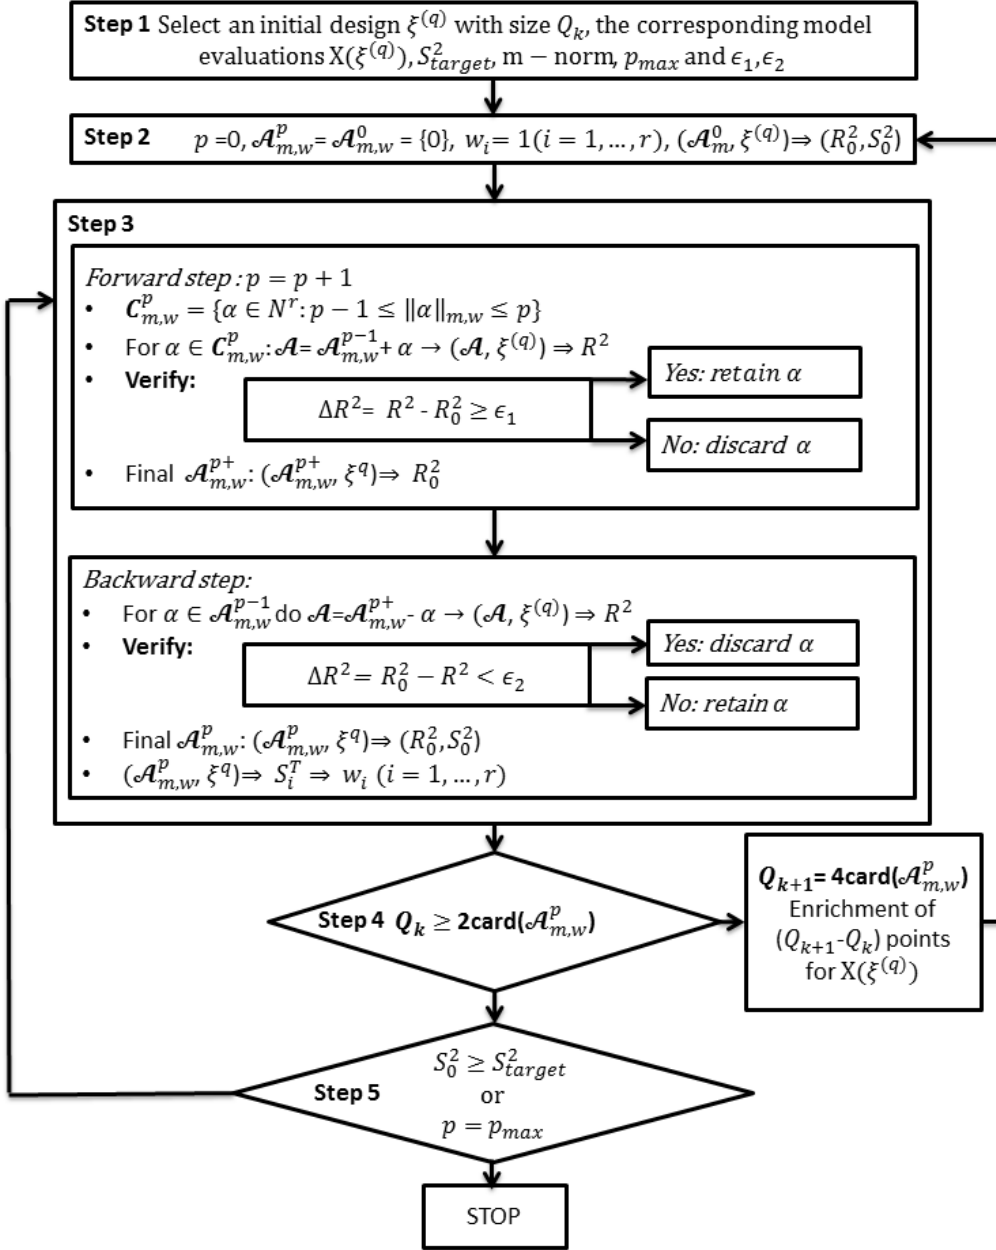 Step 1 Select an initial design ξ^(q) with size Q_k, the corresponding model
evaluations X(ξ^(q)), S²_target, m − norm, p_max and ϵ₁,ϵ₂
Step 2 p =0, 𝓐^p_{m,w}= 𝓐^0_{m,w} = {0}, w_i= 1(i = 1, …, r), (𝓐^0_m, ξ^(q))⇒ (R²_0,S²_0)
Step 3
Forward step : p = p + 1
• C^p_{m,w} = {α ∈ N^r: p − 1 ≤ ‖α‖_{m,w} ≤ p}
• For α ∈ C^p_{m,w}: 𝓐= 𝓐^{p−1}_{m,w}+ α → (𝓐, ξ^(q)) ⇒ R²
• Verify:
Yes: retain α
ΔR²= R² - R²_0 ≥ ϵ₁
No: discard α
• Final 𝓐^{p+}_{m,w}: (𝓐^{p+}_{m,w}, ξ^q)⇒ R²_0
Backward step:
• For α ∈ 𝓐^{p−1}_{m,w} do 𝓐=𝓐^{p+}_{m,w}- α → (𝓐, ξ^(q)) ⇒ R²
• Verify:
Yes: discard α
ΔR² = R²_0 − R² < ϵ₂
No: retain α
• Final 𝓐^p_{m,w}: (𝓐^p_{m,w}, ξ^q)⇒ (R²_0,S²_0)
• (𝓐^p_{m,w}, ξ^q)⇒ S^T_i ⇒ w_i (i = 1, …, r)
Step 4 Q_k ≥ 2card(𝓐^p_{m,w})
Q_{k+1}= 4card(𝓐^p_{m,w})
Enrichment of
(Q_{k+1}-Q_k) points
for X(ξ^(q))
Step 5
S²_0 ≥ S²_target
or
p = p_max
STOP